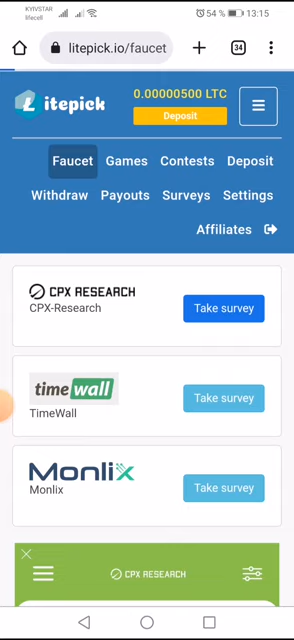 KYIVSTAR
lifecell
54 %
13:15
litepick.io/faucet
34
Litepick
0.00000500 LTC
Deposit
Faucet Games Contests Deposit
Withdraw Payouts Surveys Settings
Affiliates
CPX RESEARCH
CPX-Research
Take survey
time wall
TimeWall
Take survey
Monlix
Monlix
Take survey
CPX RESEARCH